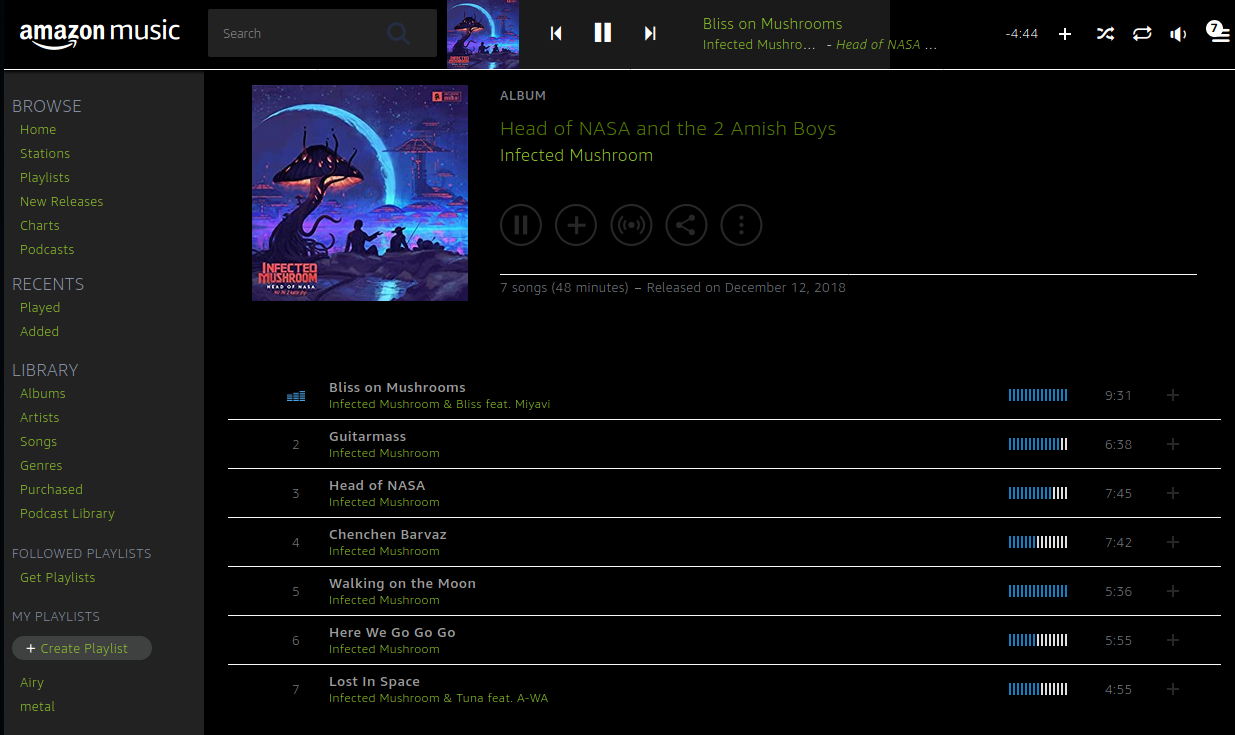 amazon music
Search
Bliss on Mushrooms
Infected Mushro... - Head of NASA ...
-4:44
7
BROWSE
Home
Stations
Playlists
New Releases
Charts
Podcasts
RECENTS
Played
Added
LIBRARY
Albums
Artists
Songs
Genres
Purchased
Podcast Library
FOLLOWED PLAYLISTS
Get Playlists
MY PLAYLISTS
+ Create Playlist
Airy
metal
INFECTED
MUSHROOM
HEAD OF NASA
ALBUM
Head of NASA and the 2 Amish Boys
Infected Mushroom
7 songs (48 minutes) – Released on December 12, 2018
Bliss on Mushrooms 9:31
Infected Mushroom & Bliss feat. Miyavi
2 Guitarmass 6:38
Infected Mushroom
3 Head of NASA 7:45
Infected Mushroom
4 Chenchen Barvaz 7:42
Infected Mushroom
5 Walking on the Moon 5:36
Infected Mushroom
6 Here We Go Go Go 5:55
Infected Mushroom
7 Lost In Space 4:55
Infected Mushroom & Tuna feat. A-WA